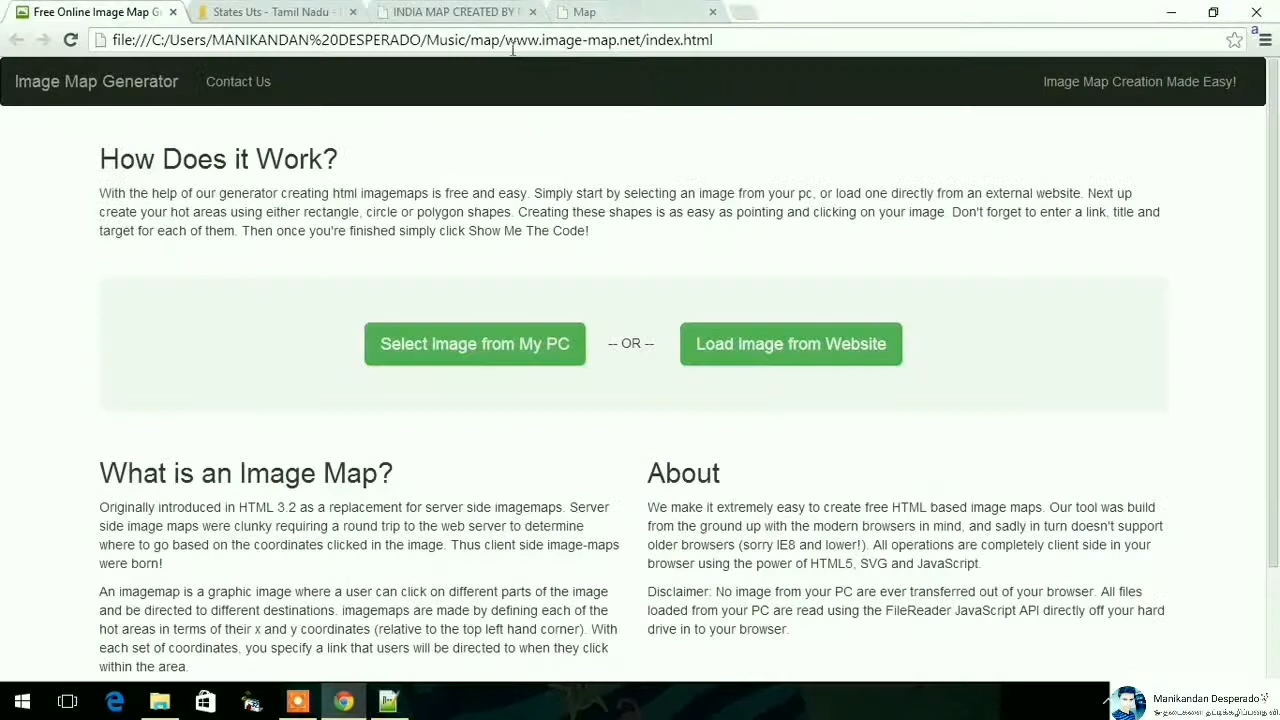 Free Online Image Map G
States Uts - Tamil Nadu -
INDIA MAP CREATED BY
Map
file:///C:/Users/MANIKANDAN%20DESPERADO/Music/map/www.image-map.net/index.html
Image Map Generator
Contact Us
Image Map Creation Made Easy!
How Does it Work?
With the help of our generator creating html imagemaps is free and easy. Simply start by selecting an image from your pc, or load one directly from an external website. Next up
create your hot areas using either rectangle, circle or polygon shapes. Creating these shapes is as easy as pointing and clicking on your image. Don't forget to enter a link, title and
target for each of them. Then once you're finished simply click Show Me The Code!
Select Image from My PC
-- OR --
Load Image from Website
What is an Image Map?
Originally introduced in HTML 3.2 as a replacement for server side imagemaps. Server
side image maps were clunky requiring a round trip to the web server to determine
where to go based on the coordinates clicked in the image. Thus client side image-maps
were born!
An imagemap is a graphic image where a user can click on different parts of the image
and be directed to different destinations. imagemaps are made by defining each of the
hot areas in terms of their x and y coordinates (relative to the top left hand corner). With
each set of coordinates, you specify a link that users will be directed to when they click
within the area.
About
We make it extremely easy to create free HTML based image maps. Our tool was build
from the ground up with the modern browsers in mind, and sadly in turn doesn't support
older browsers (sorry IE8 and lower!). All operations are completely client side in your
browser using the power of HTML5, SVG and JavaScript.
Disclaimer: No image from your PC are ever transferred out of your browser. All files
loaded from your PC are read using the FileReader JavaScript API directly off your hard
drive in to your browser.
Manikandan Desperado